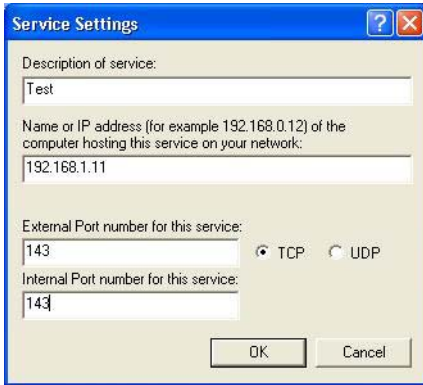 Service Settings
Description of service:
Test
Name or IP address (for example 192.168.0.12) of the
computer hosting this service on your network:
192.168.1.11
External Port number for this service:
143
TCP
UDP
Internal Port number for this service:
143
OK
Cancel